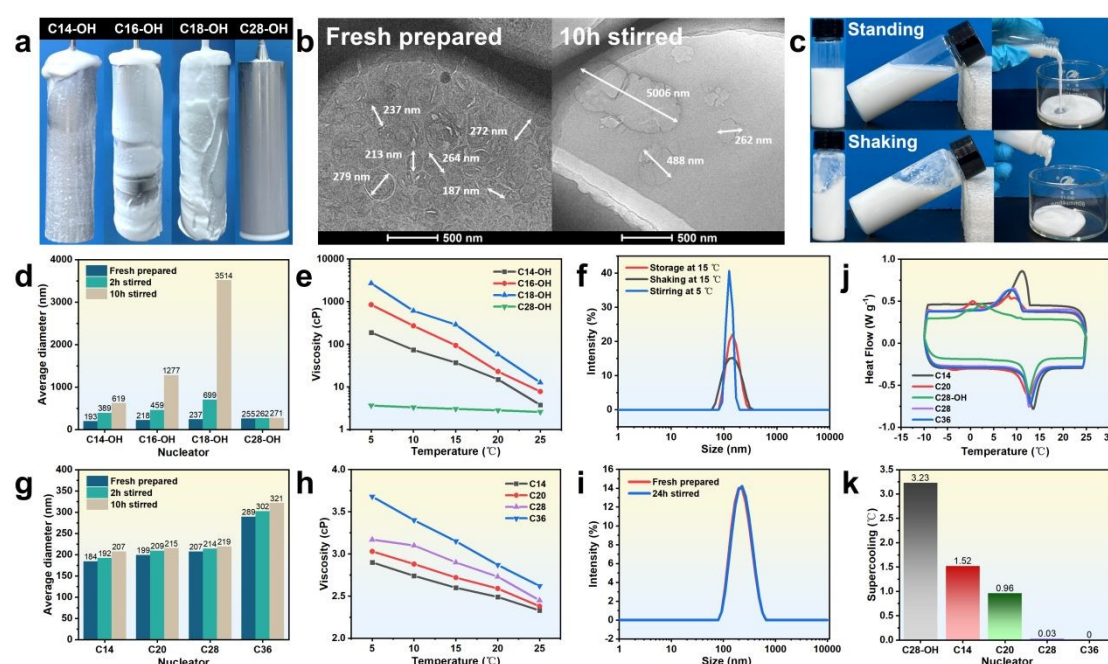 a
C14-OH C16-OH C18-OH C28-OH
b
Fresh prepared
237 nm
272 nm
213 nm
264 nm
279 nm
187 nm
500 nm
10h stirred
5006 nm
262 nm
488 nm
500 nm
c
Standing
Shaking
d
Average diameter (nm)
4000
3200
2400
1600
800
0
Fresh prepared
2h stirred
10h stirred
193 389 619
218 459 1277
237 699 3514
255 262 271
C14-OH C16-OH C18-OH C28-OH
Nucleator
e
Viscosity (cP)
10000
1000
100
10
1
C14-OH
C16-OH
C18-OH
C28-OH
5 10 15 20 25
Temperature (℃)
f
Intensity (%)
40
30
20
10
0
Storage at 15 ℃
Shaking at 15 ℃
Stirring at 5 ℃
1 10 100 1000 10000
Size (nm)
g
Average diameter (nm)
400
350
300
250
200
150
100
50
0
Fresh prepared
2h stirred
10h stirred
184 192 207
199 209 215
207 214 219
289 302 321
C14 C20 C28 C36
Nucleator
h
Viscosity (cP)
4.0
3.5
3.0
2.5
2.0
C14
C20
C28
C36
5 10 15 20 25
Temperature (℃)
i
Intensity (%)
16
14
12
10
8
6
4
2
0
Fresh prepared
24h stirred
1 10 100 1000 10000
Size (nm)
j
Heat Flow (W g⁻¹)
1.0
0.5
0.0
-0.5
-1.0
C14
C20
C28-OH
C28
C36
-15 -10 -5 0 5 10 15 20 25 30
Temperature (℃)
k
Supercooling (℃)
3.5
3.0
2.5
2.0
1.5
1.0
0.5
0.0
3.23
1.52
0.96
0.03
0
C28-OH C14 C20 C28 C36
Nucleator